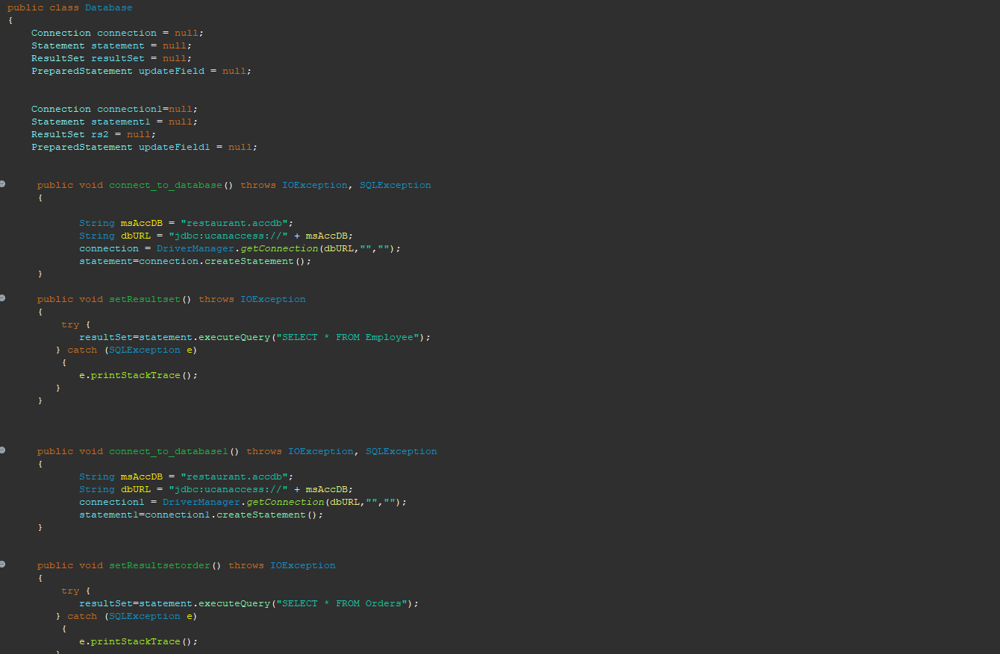 public class Database
{
Connection connection = null;
Statement statement = null;
ResultSet resultSet = null;
PreparedStatement updateField = null;
Connection connection1=null;
Statement statement1 = null;
ResultSet rs2 = null;
PreparedStatement updateField1 = null;
public void connect_to_database() throws IOException, SQLException
{
String msAccDB = "restaurant.accdb";
String dbURL = "jdbc:ucanaccess://" + msAccDB;
connection = DriverManager.getConnection(dbURL,"","");
statement=connection.createStatement();
}
public void setResultset() throws IOException
{
try {
resultSet=statement.executeQuery("SELECT * FROM Employee");
} catch (SQLException e)
{
e.printStackTrace();
}
}
public void connect_to_database1() throws IOException, SQLException
{
String msAccDB = "restaurant.accdb";
String dbURL = "jdbc:ucanaccess://" + msAccDB;
connection1 = DriverManager.getConnection(dbURL,"","");
statement1=connection1.createStatement();
}
public void setResultsetorder() throws IOException
{
try {
resultSet=statement.executeQuery("SELECT * FROM Orders");
} catch (SQLException e)
{
e.printStackTrace();
}